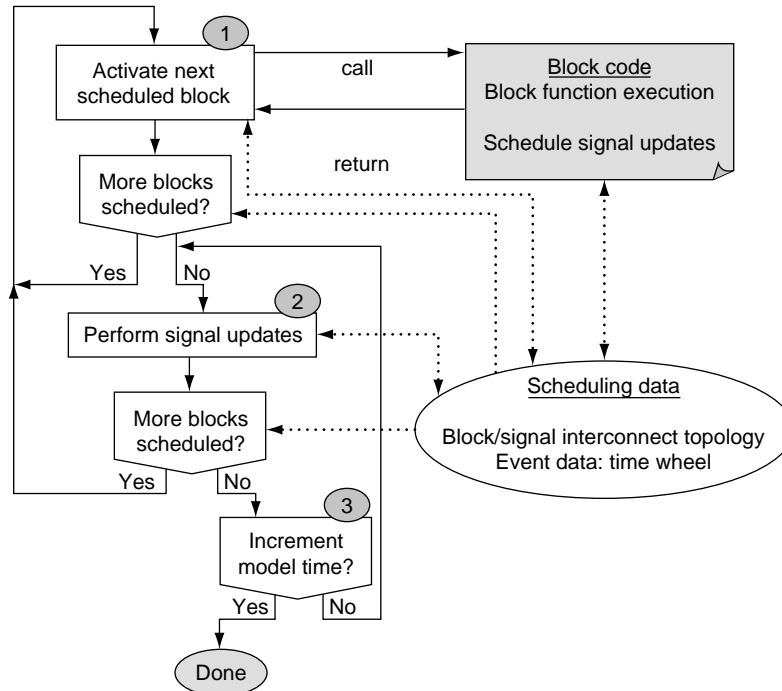 1
Activate next
scheduled block
call
Block code
Block function execution
Schedule signal updates
return
More blocks
scheduled?
Yes
No
2
Perform signal updates
Scheduling data
Block/signal interconnect topology
Event data: time wheel
More blocks
scheduled?
Yes
No
3
Increment
model time?
Yes
No
Done